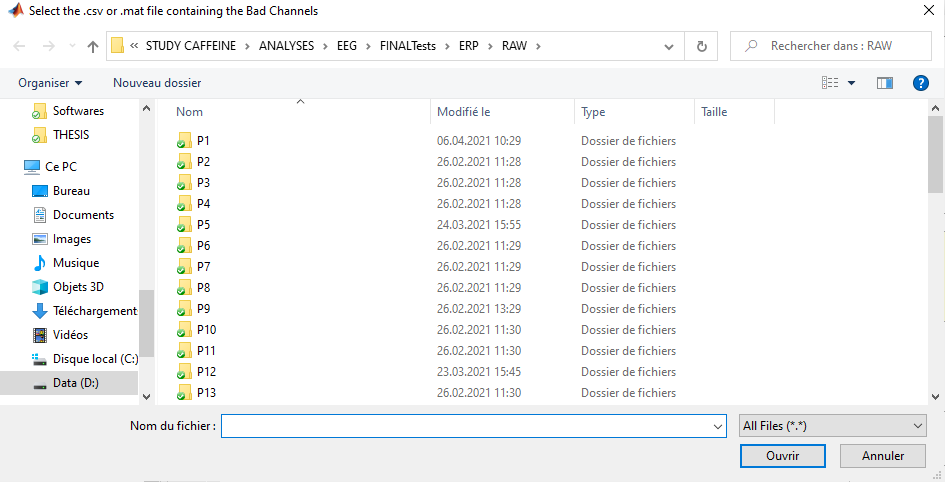 Select the .csv or .mat file containing the Bad Channels
« STUDY CAFFEINE › ANALYSES › EEG › FINALTests › ERP › RAW ›
Rechercher dans : RAW
Organiser
Nouveau dossier
?
Softwares
THESIS
Ce PC
Bureau
Documents
Images
Musique
Objets 3D
Téléchargement
Vidéos
Disque local (C:)
Data (D:)
Nom Modifié le Type Taille
P1 06.04.2021 10:29 Dossier de fichiers
P2 26.02.2021 11:28 Dossier de fichiers
P3 26.02.2021 11:28 Dossier de fichiers
P4 26.02.2021 11:28 Dossier de fichiers
P5 24.03.2021 15:55 Dossier de fichiers
P6 26.02.2021 11:29 Dossier de fichiers
P7 26.02.2021 11:29 Dossier de fichiers
P8 26.02.2021 11:29 Dossier de fichiers
P9 26.02.2021 13:29 Dossier de fichiers
P10 26.02.2021 11:30 Dossier de fichiers
P11 26.02.2021 11:30 Dossier de fichiers
P12 23.03.2021 15:45 Dossier de fichiers
P13 26.02.2021 11:30 Dossier de fichiers
Nom du fichier :
All Files (*.*)
Ouvrir
Annuler